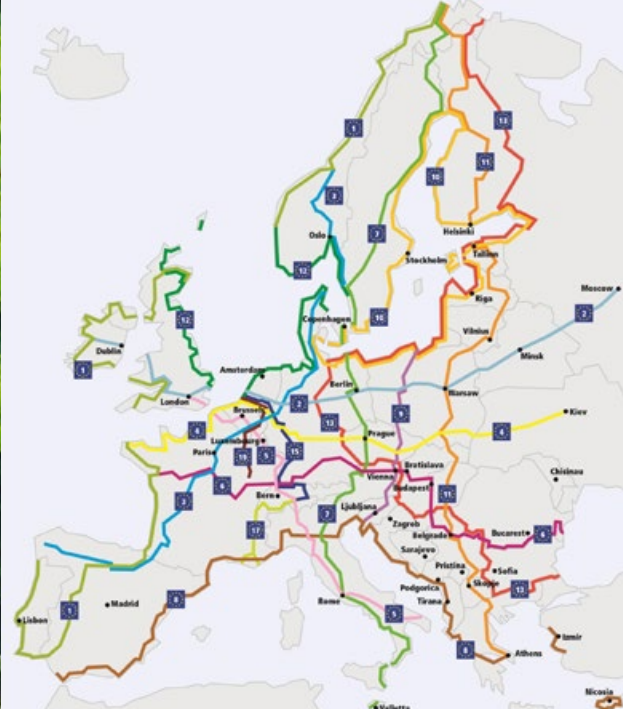 1
13
11
10
3
Oslo
Helsinki
7
Tallinn
Stockholm
12
Riga
Moscow
2
Copenhagen
10
12
Vilnius
Dublin
Minsk
1
Amsterdam
Berlin
London
2
Warsaw
Brussels
9
Kiev
13
4
4
Prague
Luxembourg
Paris
19
5
15
Bratislava
Vienna
Chisinau
6
Budapest
3
Bern
11
7
Ljubljana
17
Zagreb
Belgrade
Bucarest
6
Sarajevo
Pristina
Sofia
Skopje
13
Podgorica
8
Rome
Tirana
Madrid
1
Lisbon
5
Izmir
8
Athens
Nicosia
Valletta